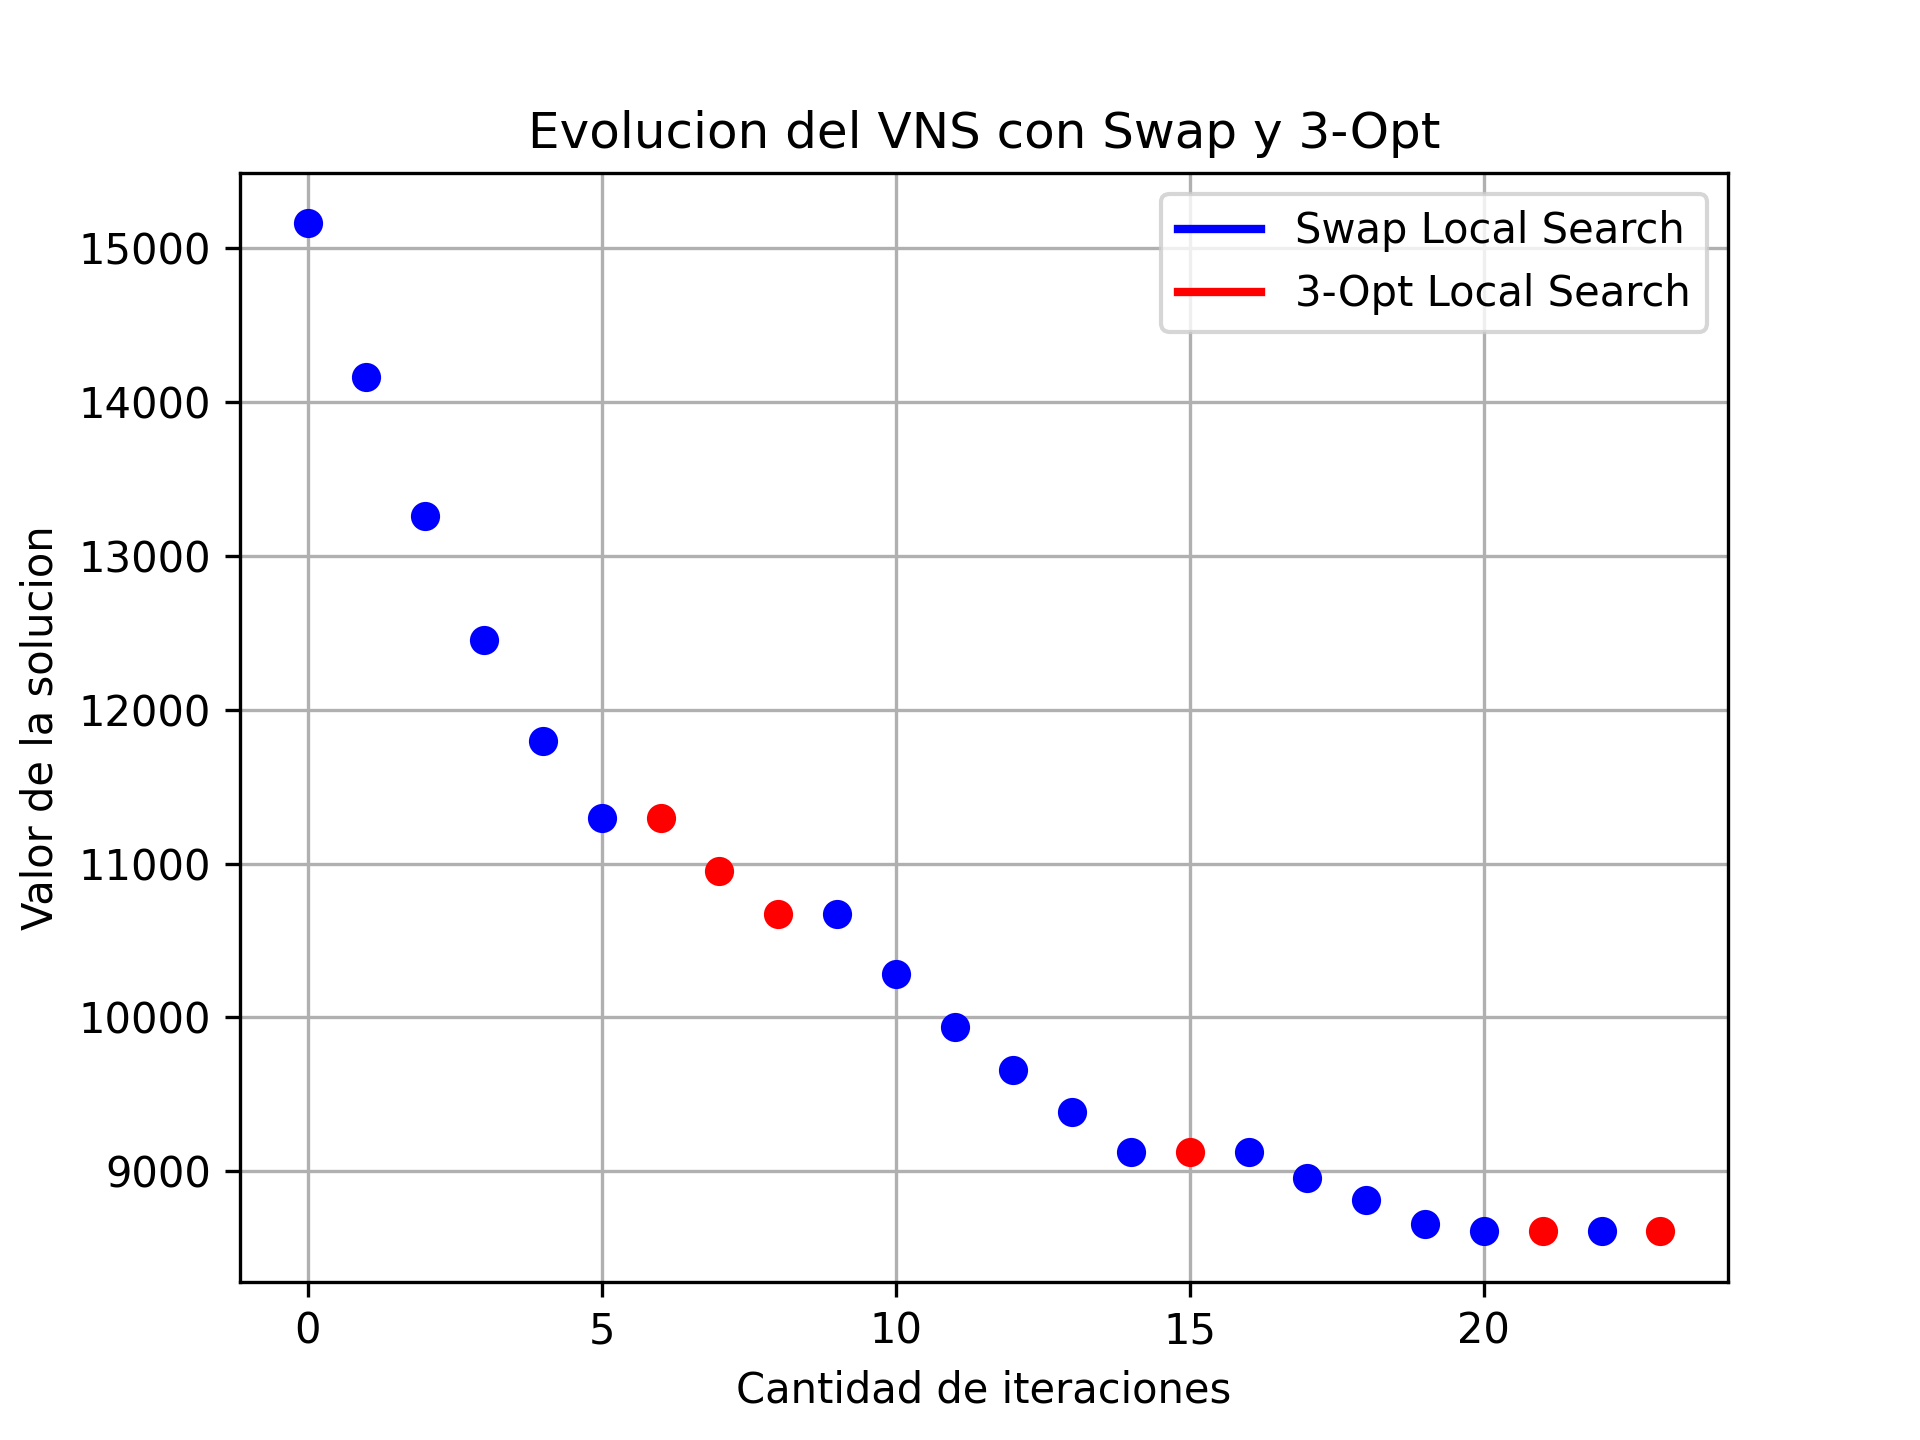 Evolucion del VNS con Swap y 3-Opt
Swap Local Search
3-Opt Local Search
Valor de la solucion
15000
14000
13000
12000
11000
10000
9000
0
5
10
15
20
Cantidad de iteraciones